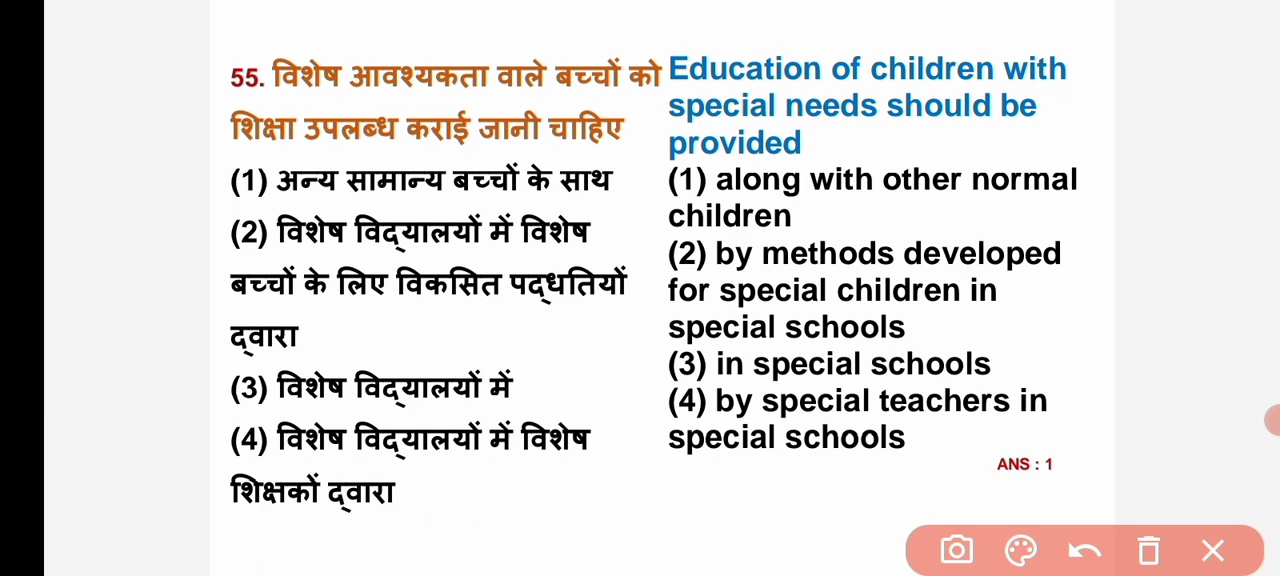 55. विशेष आवश्यकता वाले बच्चों को
शिक्षा उपलब्ध कराई जानी चाहिए
(1) अन्य सामान्य बच्चों के साथ
(2) विशेष विद्यालयों में विशेष
बच्चों के लिए विकसित पद्धतियों
द्वारा
(3) विशेष विद्यालयों में
(4) विशेष विद्यालयों में विशेष
शिक्षकों द्वारा
Education of children with
special needs should be
provided
(1) along with other normal
children
(2) by methods developed
for special children in
special schools
(3) in special schools
(4) by special teachers in
special schools
ANS : 1